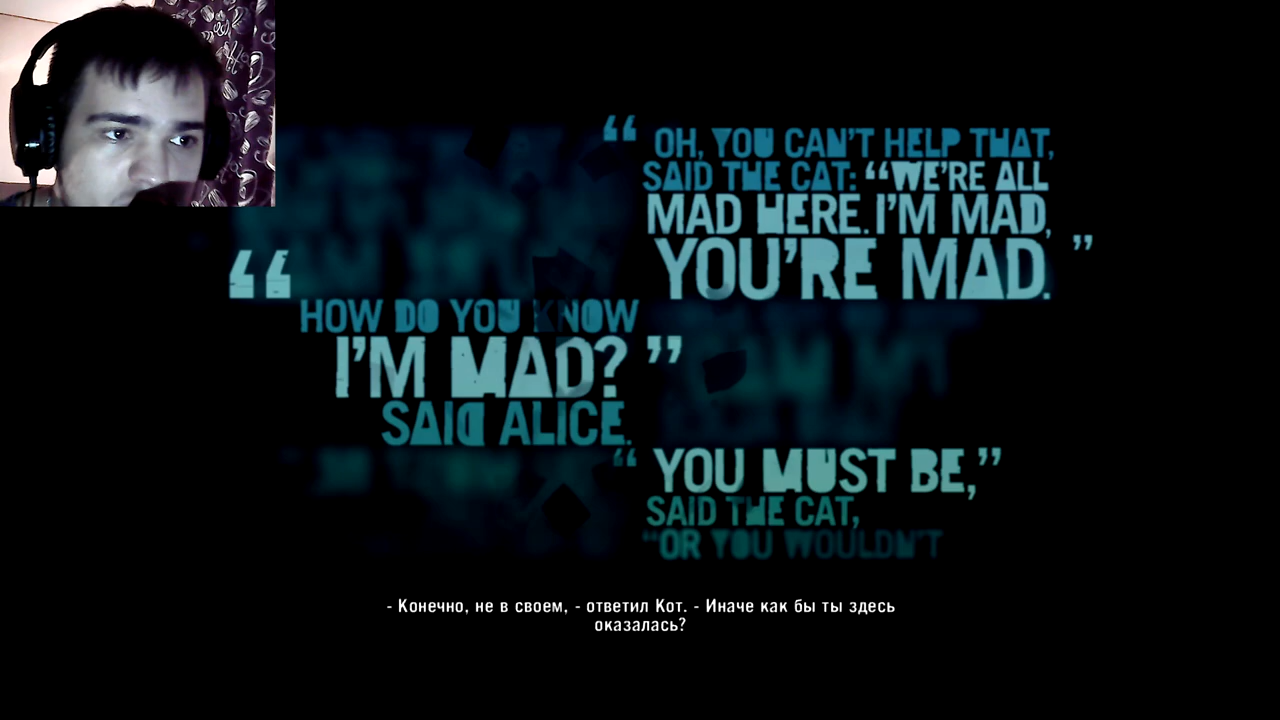 “ OH, YOU CAN'T HELP THAT,
SAID THE CAT: “WE'RE ALL
MAD HERE. I'M MAD,
YOU'RE MAD. ”
“ HOW DO YOU KNOW
I'M MAD? ”
SAID ALICE.
“ YOU MUST BE,”
SAID THE CAT,
“OR YOU WOULDN'T
- Конечно, не в своем, - ответил Кот. - Иначе как бы ты здесь
оказалась?